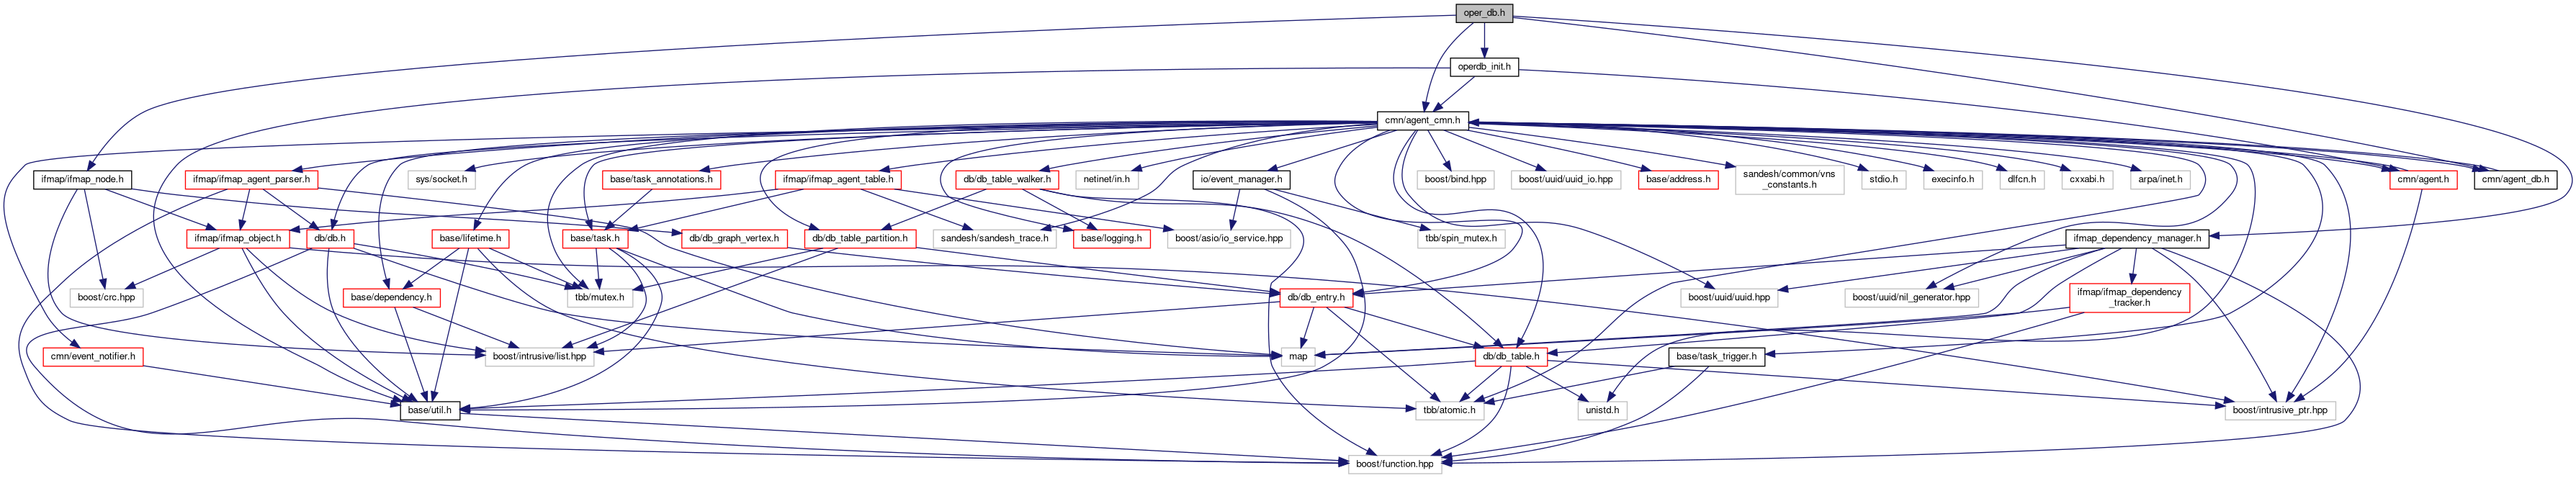 oper_db.h
operdb_init.h
cmn/agent_cmn.h
ifmap/ifmap_node.h
ifmap/ifmap_agent_parser.h
sys/socket.h
base/task_annotations.h
ifmap/ifmap_agent_table.h
db/db_table_walker.h
netinet/in.h
io/event_manager.h
boost/bind.hpp
boost/uuid/uuid_io.hpp
base/address.h
sandesh/common/vns
_constants.h
stdio.h
execinfo.h
dlfcn.h
cxxabi.h
arpa/inet.h
cmn/agent.h
cmn/agent_db.h
ifmap/ifmap_object.h
db/db.h
base/lifetime.h
base/task.h
db/db_graph_vertex.h
db/db_table_partition.h
sandesh/sandesh_trace.h
base/logging.h
boost/asio/io_service.hpp
tbb/spin_mutex.h
ifmap_dependency_manager.h
boost/crc.hpp
base/dependency.h
tbb/mutex.h
db/db_entry.h
boost/uuid/uuid.hpp
boost/uuid/nil_generator.hpp
ifmap/ifmap_dependency
_tracker.h
cmn/event_notifier.h
boost/intrusive/list.hpp
map
db/db_table.h
base/task_trigger.h
base/util.h
tbb/atomic.h
unistd.h
boost/intrusive_ptr.hpp
boost/function.hpp